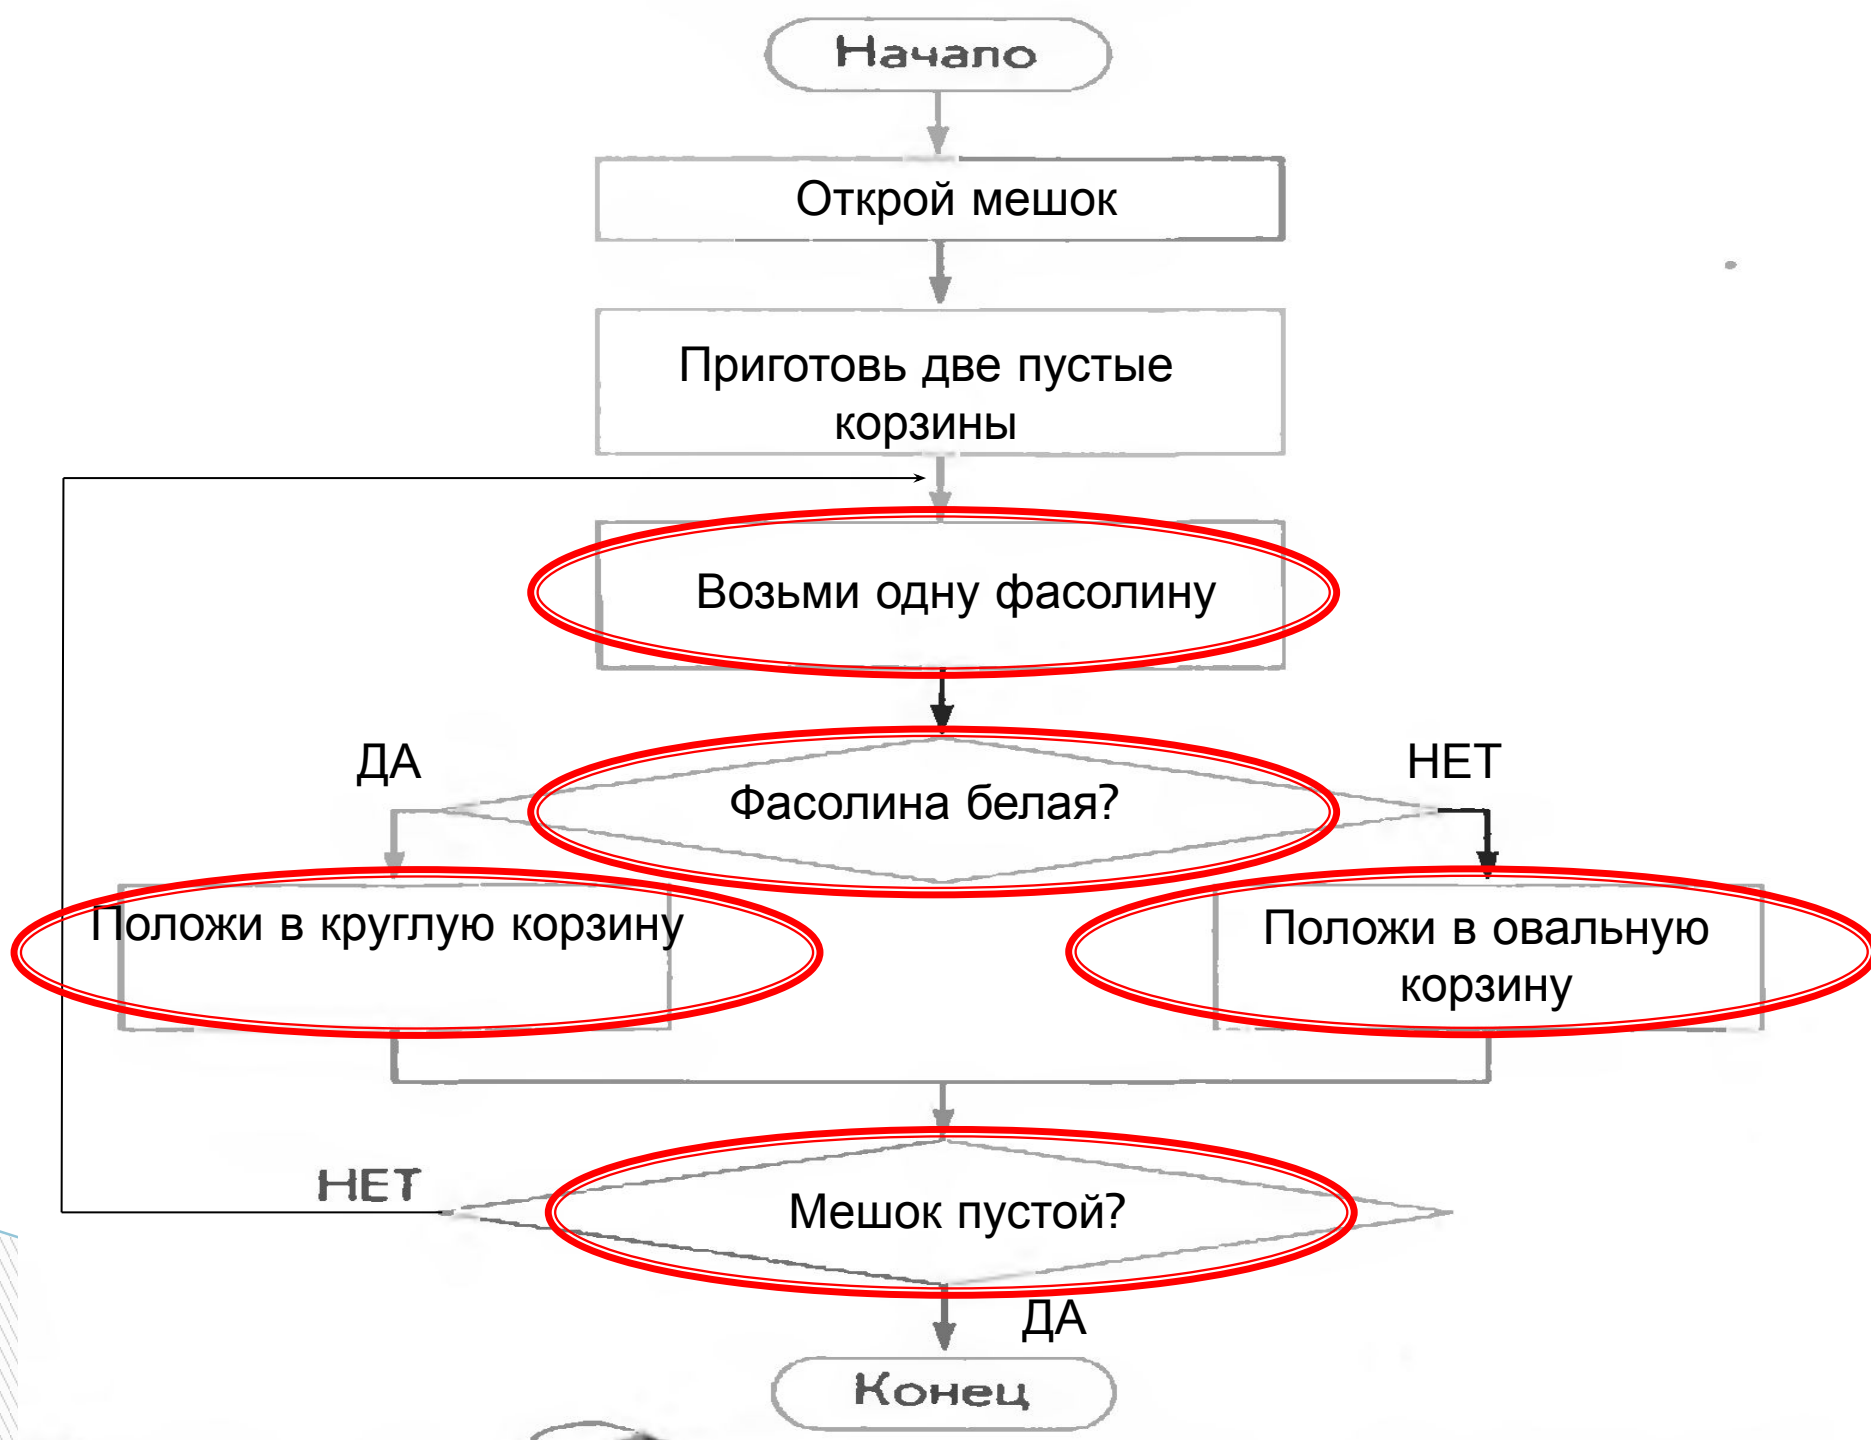 Начало
Открой мешок
Приготовь две пустые
корзины
Возьми одну фасолину
ДА
НЕТ
Фасолина белая?
Положи в круглую корзину
Положи в овальную
корзину
НЕТ
Мешок пустой?
ДА
Конец